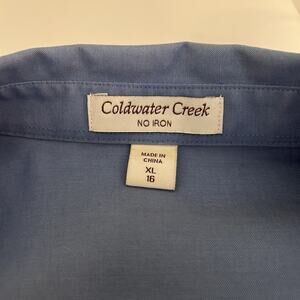 Coldwater Creek
NO IRON
MADE IN
CHINA
XL
16